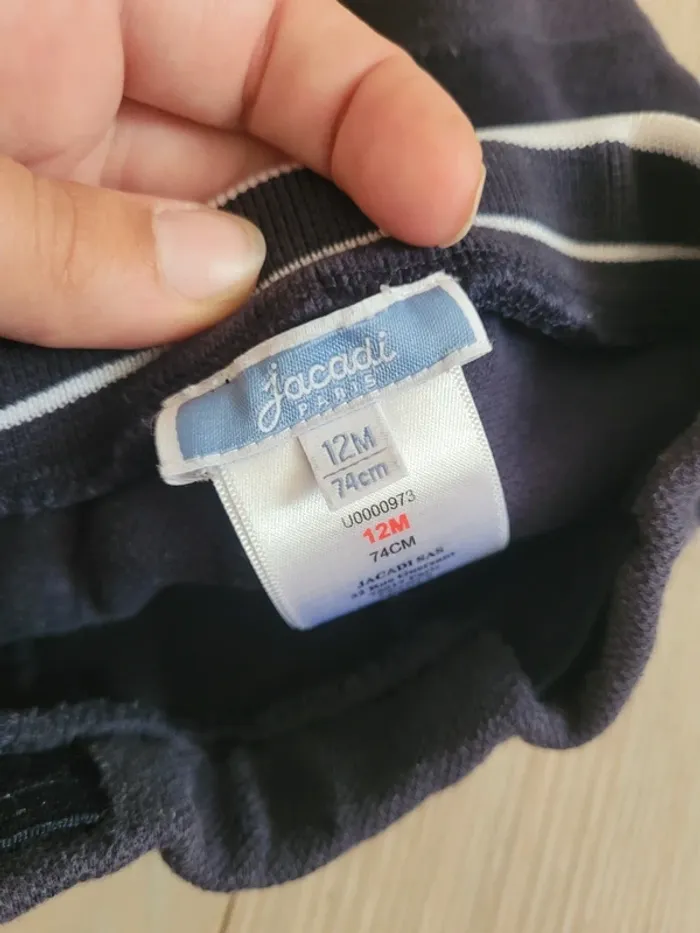 jacadi
PARIS
12M
74cm
U0000973
12M
74CM
JACADI SAS